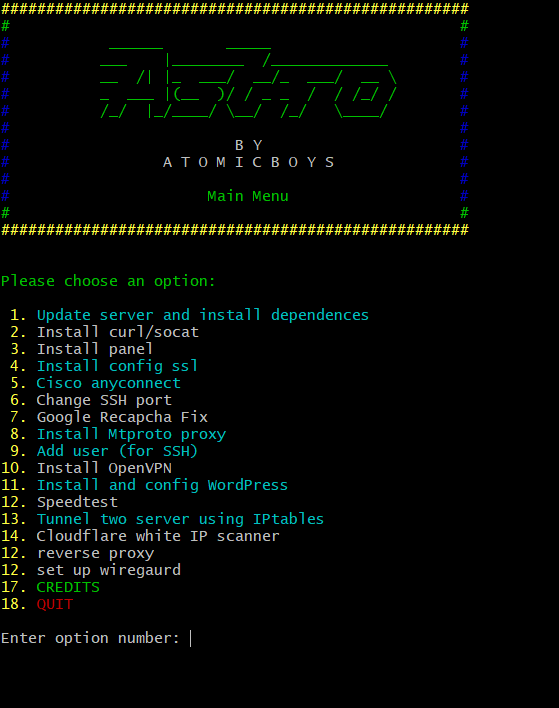 ####################################################
BY
ATOMICBOYS
Main Menu
####################################################
Please choose an option:
1. Update server and install dependences
2. Install curl/socat
3. Install panel
4. Install config ssl
5. Cisco anyconnect
6. Change SSH port
7. Google Recapcha Fix
8. Install Mtproto proxy
9. Add user (for SSH)
10. Install OpenVPN
11. Install and config WordPress
12. Speedtest
13. Tunnel two server using IPtables
14. Cloudflare white IP scanner
12. reverse proxy
12. set up wiregaurd
17. CREDITS
18. QUIT
Enter option number: